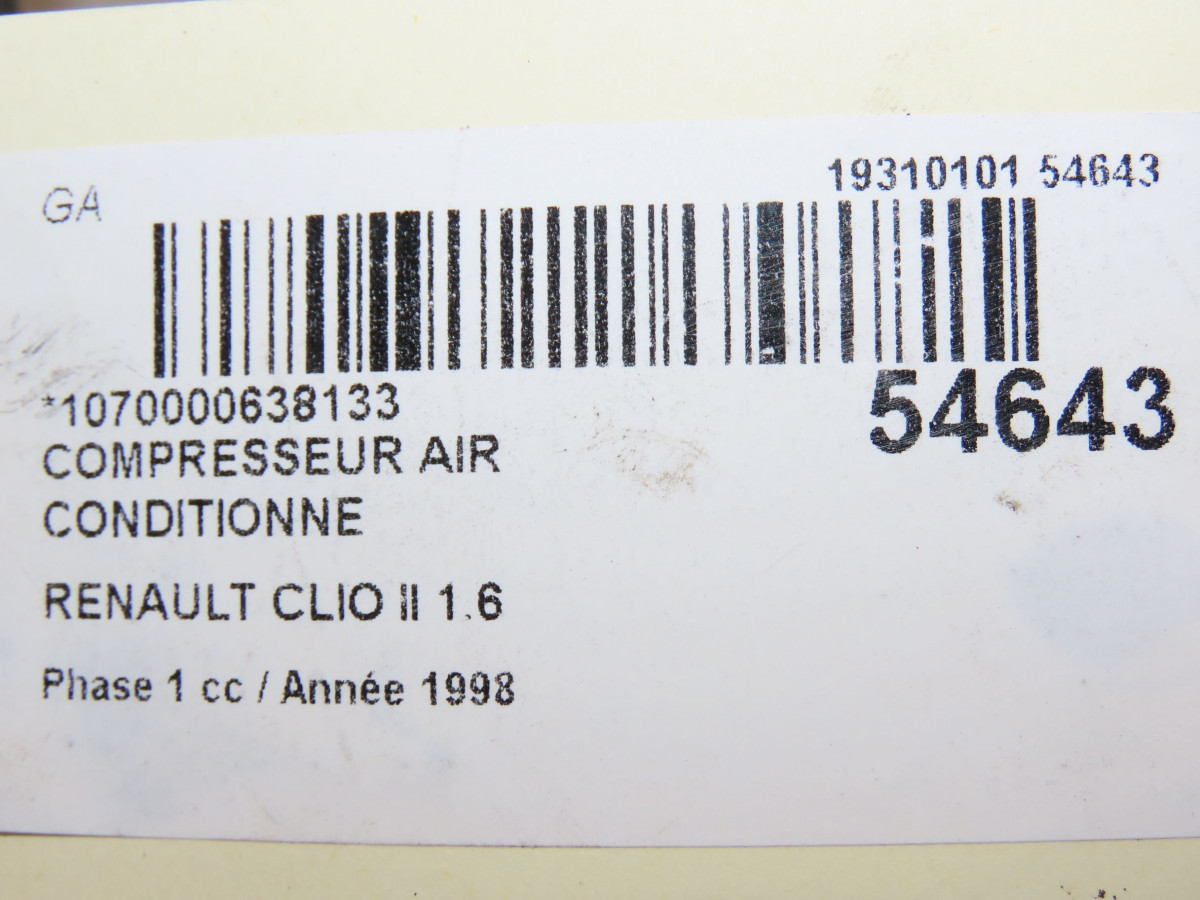 GA
19310101 54643
*1070000638133
54643
COMPRESSEUR AIR
CONDITIONNE
RENAULT CLIO II 1.6
Phase 1 cc / Année 1998